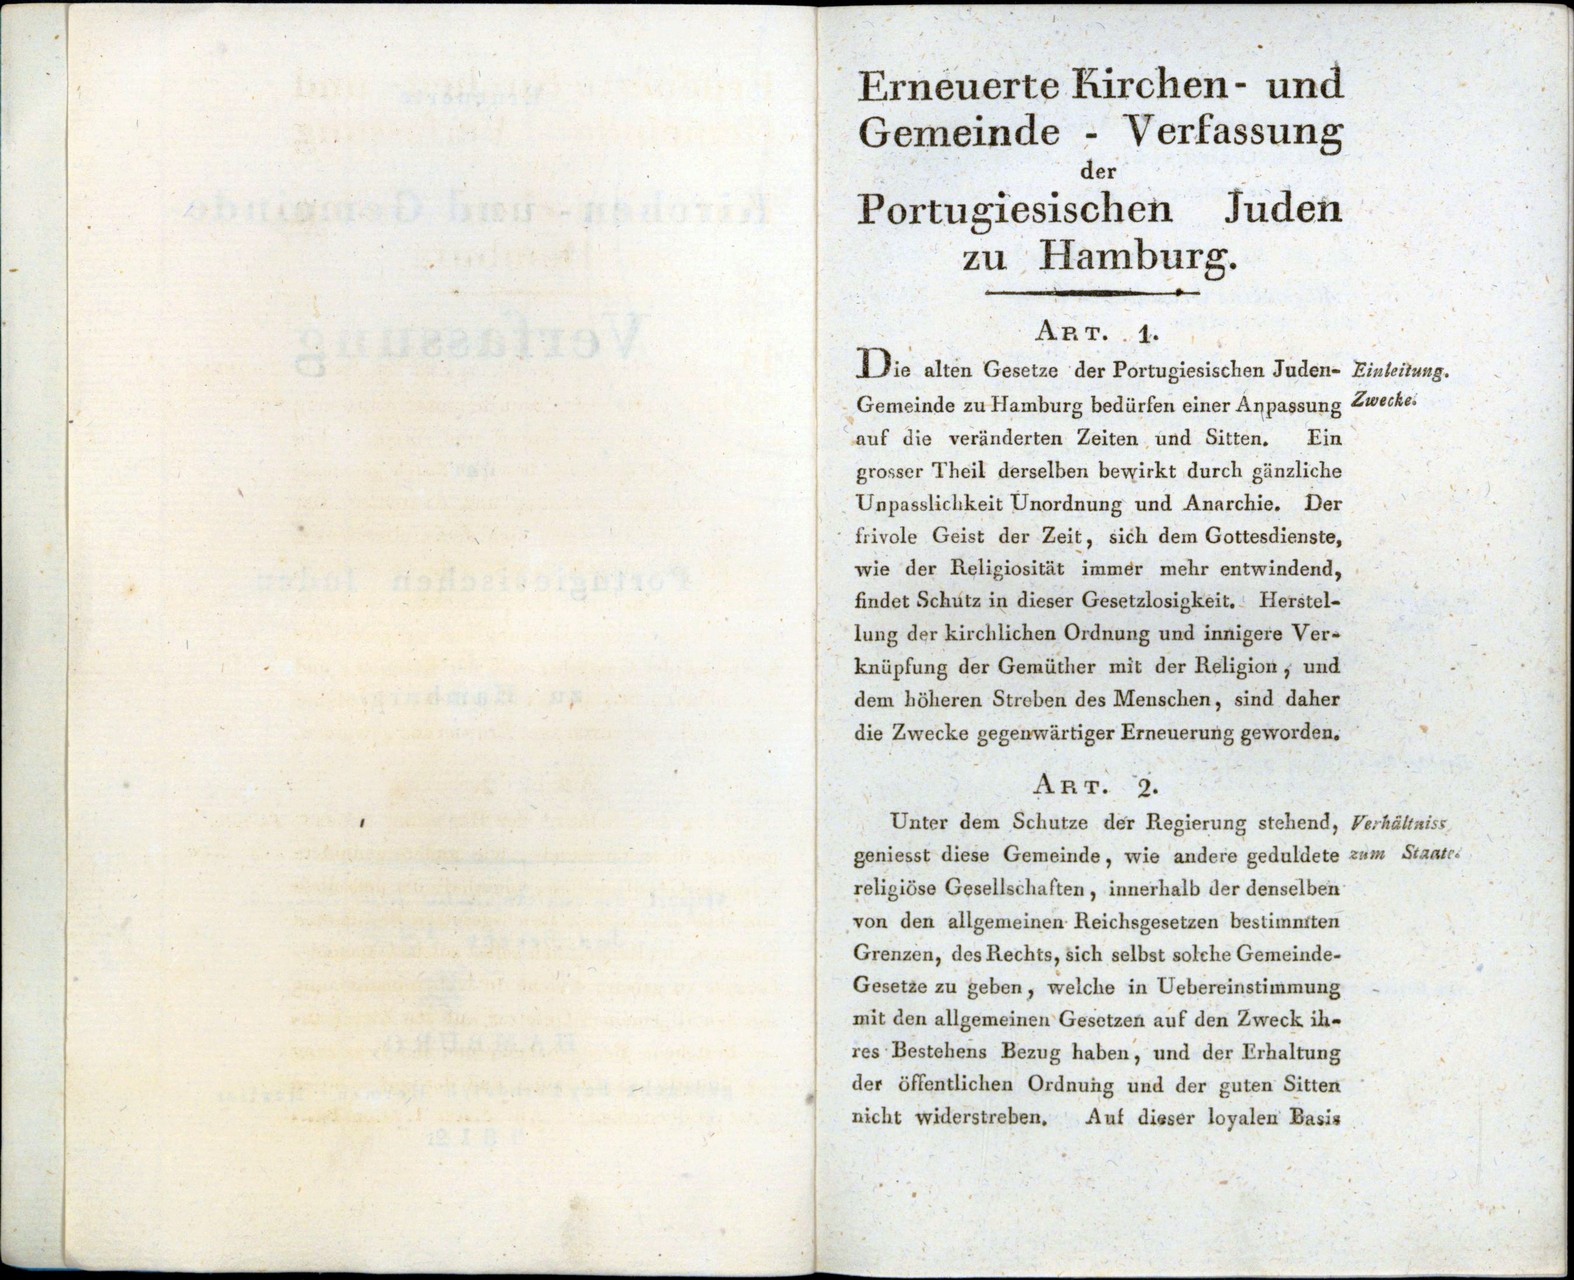 Erneuerte Kirchen- und
Gemeinde - Verfassung
der
Portugiesischen Juden
zu Hamburg.
ART. 1.
Die alten Gesetze der Portugiesischen Juden-
Einleitung.
Gemeinde zu Hamburg bedürfen einer Anpassung
Zwecke.
auf die veränderten Zeiten und Sitten. Ein
grosser Theil derselben bewirkt durch gänzliche
Unpasslichkeit Unordnung und Anarchie. Der
frivole Geist der Zeit, sich dem Gottesdienste,
wie der Religiosität immer mehr entwindend,
findet Schutz in dieser Gesetzlosigkeit. Herstel-
lung der kirchlichen Ordnung und innigere Ver-
knüpfung der Gemüther mit der Religion, und
dem höheren Streben des Menschen, sind daher
die Zwecke gegenwärtiger Erneuerung geworden.
ART. 2.
Unter dem Schutze der Regierung stehend,
Verhältniss
geniesst diese Gemeinde, wie andere geduldete
zum Staate.
religiöse Gesellschaften, innerhalb der denselben
von den allgemeinen Reichsgesetzen bestimmten
Grenzen, des Rechts, sich selbst solche Gemeinde-
Gesetze zu geben, welche in Uebereinstimmung
mit den allgemeinen Gesetzen auf den Zweck ih-
res Bestehens Bezug haben, und der Erhaltung
der öffentlichen Ordnung und der guten Sitten
nicht widerstreben. Auf dieser loyalen Basis